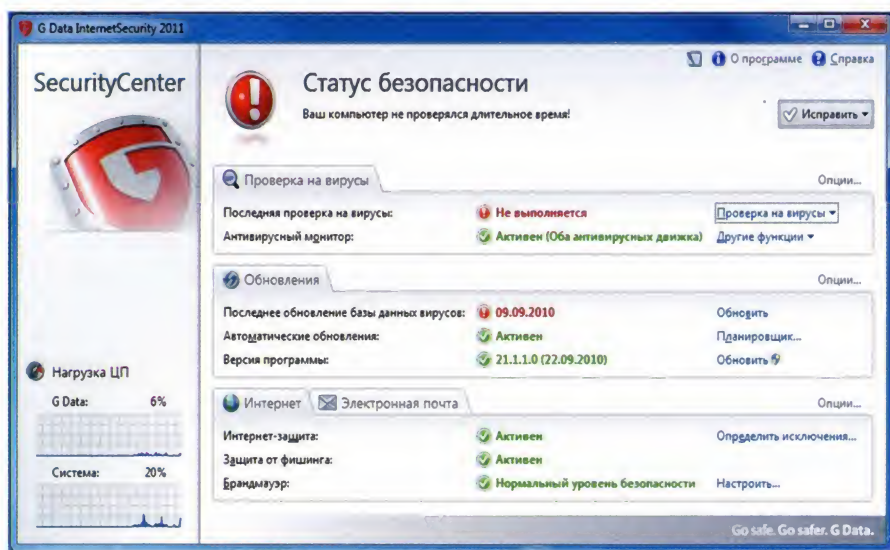 G Data InternetSecurity 2011
О программе Справка
SecurityCenter
Статус безопасности
Ваш компьютер не проверялся длительное время!
Исправить
Проверка на вирусы Опции...
Последняя проверка на вирусы: Не выполняется Проверка на вирусы
Антивирусный монитор: Активен (Оба антивирусных движка) Другие функции
Обновления Опции...
Последнее обновление базы данных вирусов: 09.09.2010 Обновить
Автоматические обновления: Активен Планировщик...
Версия программы: 21.1.1.0 (22.09.2010) Обновить
Нагрузка ЦП
G Data: 6%
Система: 20%
Интернет Электронная почта Опции...
Интернет-защита: Активен Определить исключения...
Защита от фишинга: Активен
Брандмауэр: Нормальный уровень безопасности Настроить...
Go safe. Go safer. G Data.